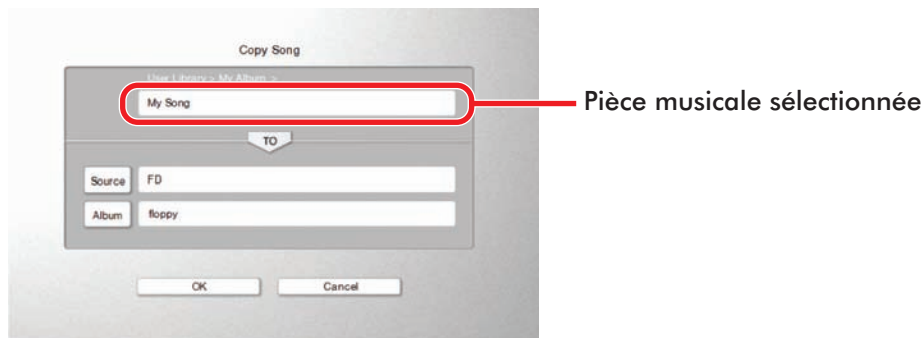 Copy Song
User Library > My Album >
My Song
Pièce musicale sélectionnée
TO
Source FD
Album floppy
OK Cancel